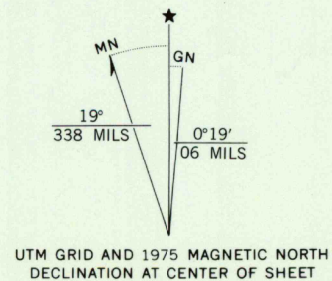 MN
GN
19°
338 MILS
0°19'
06 MILS
UTM GRID AND 1975 MAGNETIC NORTH
DECLINATION AT CENTER OF SHEET